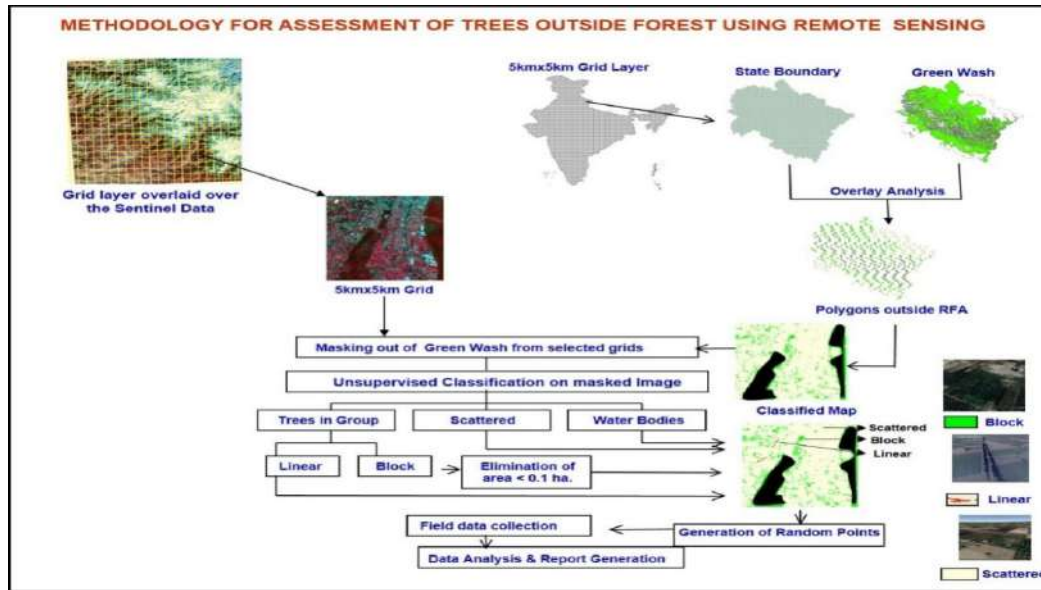 METHODOLOGY FOR ASSESSMENT OF TREES OUTSIDE FOREST USING REMOTE SENSING
5kmx5km Grid Layer
State Boundary
Green Wash
Grid layer overlaid over
the Sentinel Data
Overlay Analysis
5kmx5km Grid
Polygons outside RFA
Masking out of Green Wash from selected grids
Unsupervised Classification on masked Image
Classified Map
Trees in Group
Scattered
Water Bodies
Scattered
Block
Linear
Block
Linear
Block
Elimination of
area < 0.1 ha.
Linear
Field data collection
Generation of Random Points
Data Analysis & Report Generation
Scattered